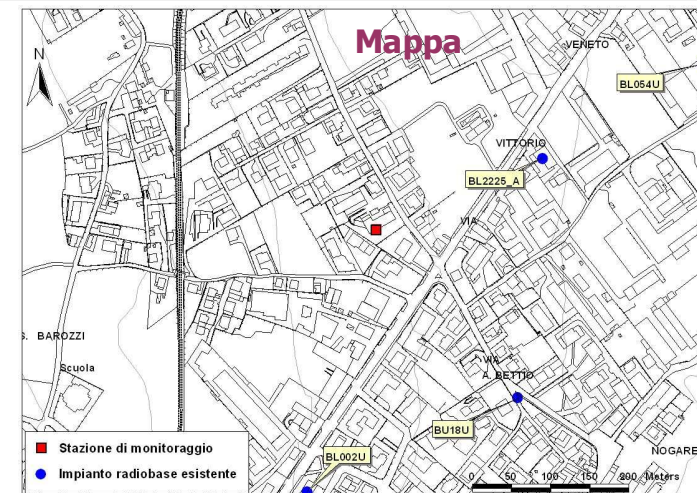 Mappa
N
VENETO
BL054U
VITTORIO
BL2225_A
VIA
S. BAROZZI
Scuola
VIA
A. BETTIO
BU18U
NOGARE
BL002U
Stazione di monitoraggio
Impianto radiobase esistente
0 50 100 150 200 Meters